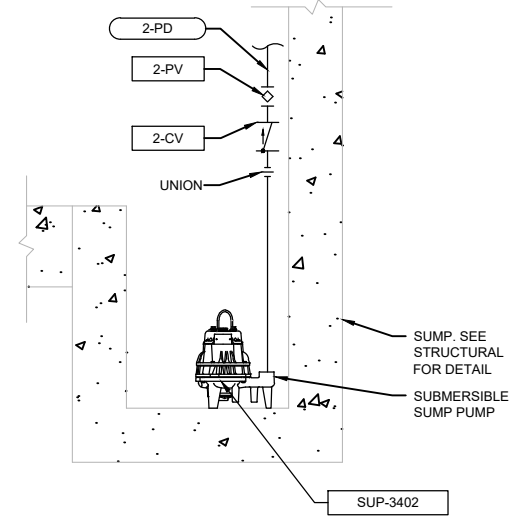 2-PD
2-PV
2-CV
UNION
SUMP. SEE
STRUCTURAL
FOR DETAIL
SUBMERSIBLE
SUMP PUMP
SUP-3402